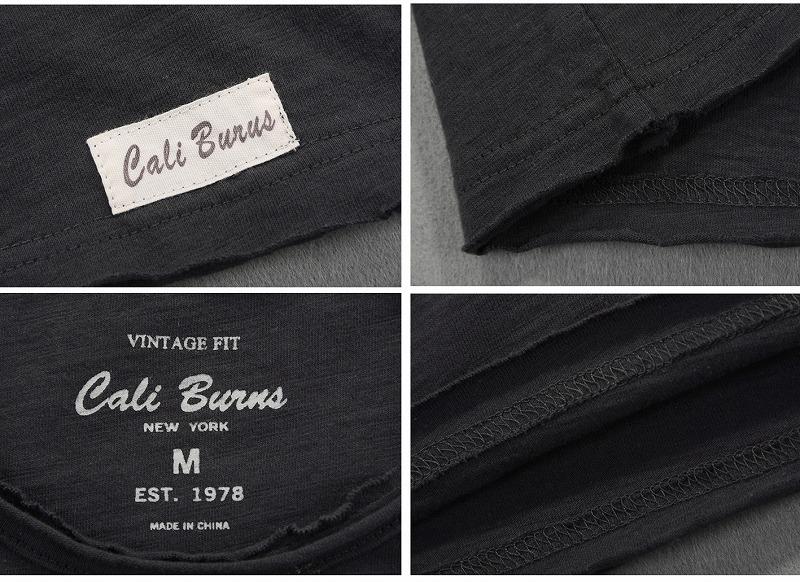 Cali Burns
VINTAGE FIT
Cali Burns
NEW YORK
M
EST. 1978
MADE IN CHINA